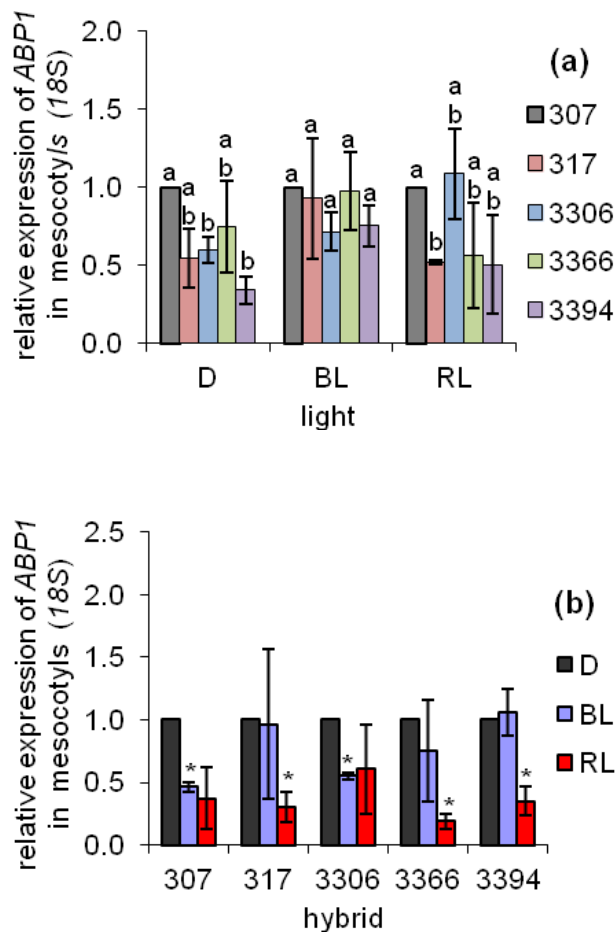 (a)
relative expression of ABP1
in mesocotyls (18S)
2.0
1.5
1.0
0.5
0.0
a
a
b
b
a
b
b
a
a
a
a
a
a
b
a
b
a
b
a
b
D
BL
RL
light
307
317
3306
3366
3394
(b)
relative expression of ABP1
in mesocotyls (18S)
2.5
2.0
1.5
1.0
0.5
0.0
*
*
*
*
*
307 317 3306 3366 3394
hybrid
D
BL
RL